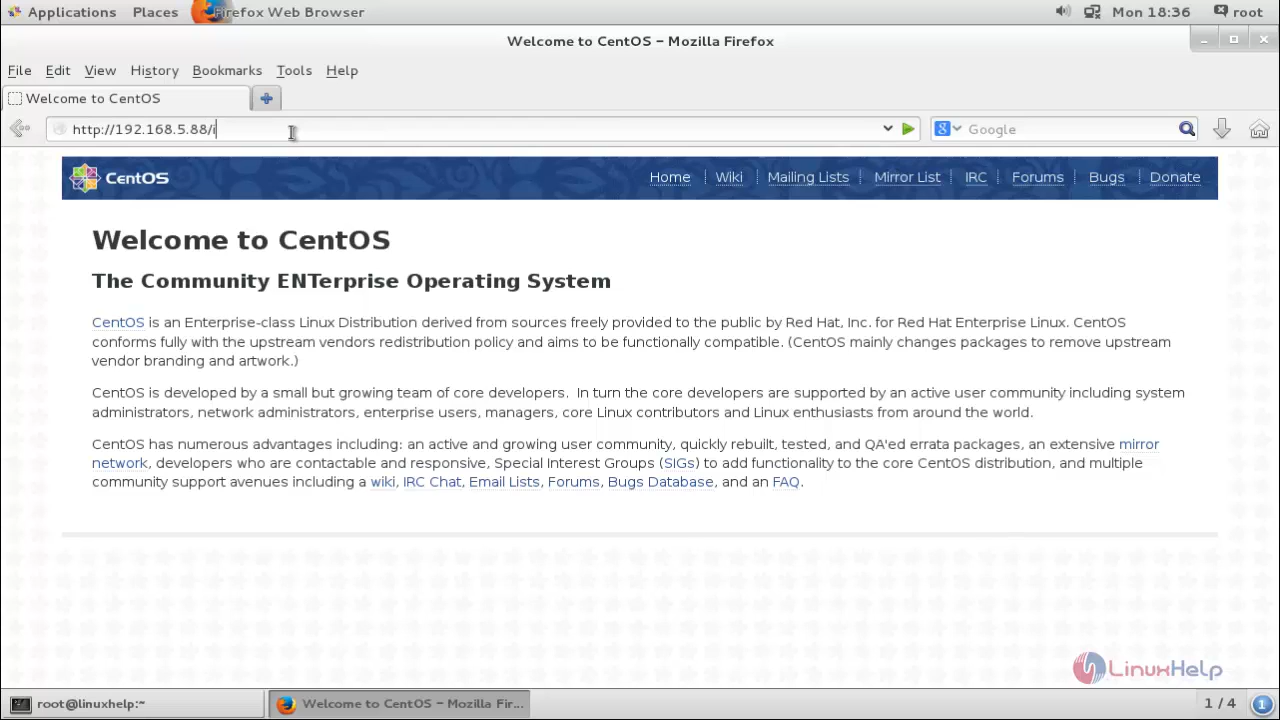 Applications Places Firefox Web Browser Mon 18:36 root
Welcome to CentOS – Mozilla Firefox
File Edit View History Bookmarks Tools Help
Welcome to CentOS
http://192.168.5.88/i Google
CentOS Home Wiki Mailing Lists Mirror List IRC Forums Bugs Donate
Welcome to CentOS
The Community ENTerprise Operating System
CentOS is an Enterprise-class Linux Distribution derived from sources freely provided to the public by Red Hat, Inc. for Red Hat Enterprise Linux. CentOS
conforms fully with the upstream vendors redistribution policy and aims to be functionally compatible. (CentOS mainly changes packages to remove upstream
vendor branding and artwork.)
CentOS is developed by a small but growing team of core developers. In turn the core developers are supported by an active user community including system
administrators, network administrators, enterprise users, managers, core Linux contributors and Linux enthusiasts from around the world.
CentOS has numerous advantages including: an active and growing user community, quickly rebuilt, tested, and QA'ed errata packages, an extensive mirror
network, developers who are contactable and responsive, Special Interest Groups (SIGs) to add functionality to the core CentOS distribution, and multiple
community support avenues including a wiki, IRC Chat, Email Lists, Forums, Bugs Database, and an FAQ.
LinuxHelp
root@linuxhelp:~ Welcome to CentOS – Mozilla Fir... 1 / 4 1